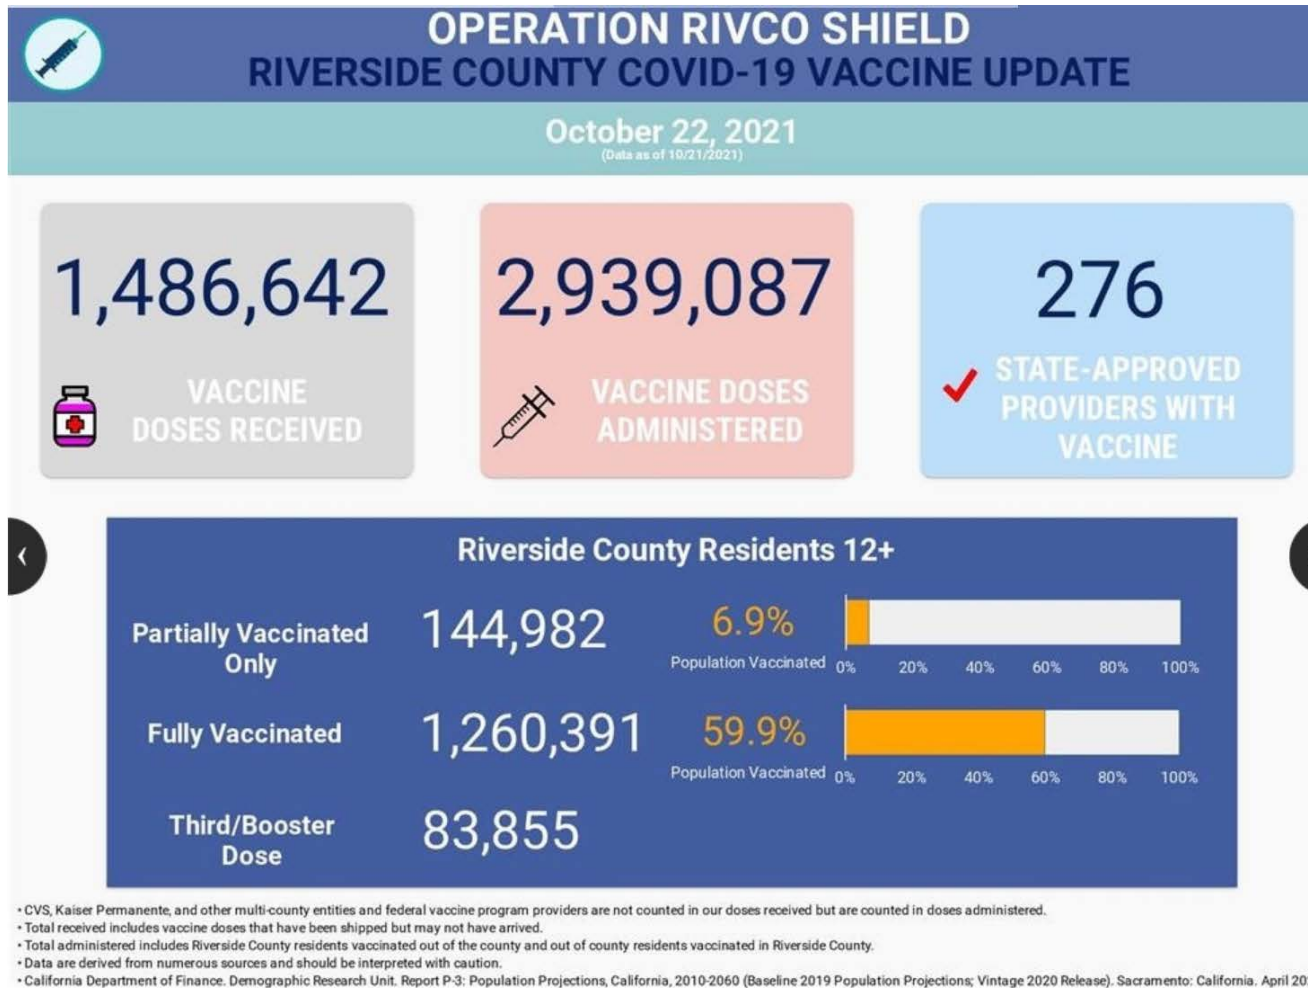 OPERATION RIVCO SHIELD
RIVERSIDE COUNTY COVID-19 VACCINE UPDATE
October 22, 2021
(Data as of 10/21/2021)
1,486,642
VACCINE
DOSES RECEIVED
2,939,087
VACCINE DOSES
ADMINISTERED
276
STATE-APPROVED
PROVIDERS WITH
VACCINE
Riverside County Residents 12+
Partially Vaccinated
Only
144,982
6.9%
Population Vaccinated
0% 20% 40% 60% 80% 100%
Fully Vaccinated
1,260,391
59.9%
Population Vaccinated
0% 20% 40% 60% 80% 100%
Third/Booster
Dose
83,855
• CVS, Kaiser Permanente, and other multi-county entities and federal vaccine program providers are not counted in our doses received but are counted in doses administered.
• Total received includes vaccine doses that have been shipped but may not have arrived.
• Total administered includes Riverside County residents vaccinated out of the county and out of county residents vaccinated in Riverside County.
• Data are derived from numerous sources and should be interpreted with caution.
• California Department of Finance. Demographic Research Unit. Report P-3: Population Projections, California, 2010-2060 (Baseline 2019 Population Projections; Vintage 2020 Release). Sacramento: California. April 20